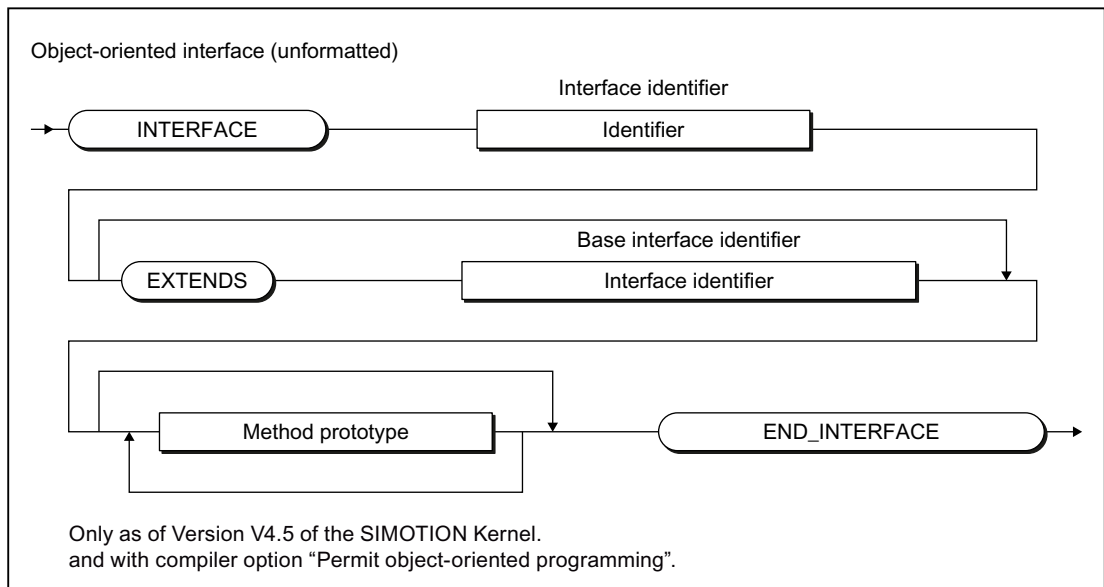 Object-oriented interface (unformatted)
Interface identifier
INTERFACE
Identifier
Base interface identifier
EXTENDS
Interface identifier
Method prototype
END_INTERFACE
Only as of Version V4.5 of the SIMOTION Kernel.
and with compiler option “Permit object-oriented programming”.